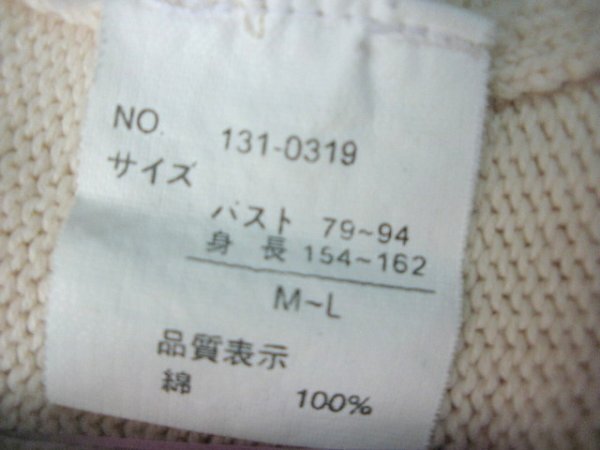 NO. 131-0319
サイズ
バスト 79~94
身長 154~162
M~L
品質表示
綿 100%